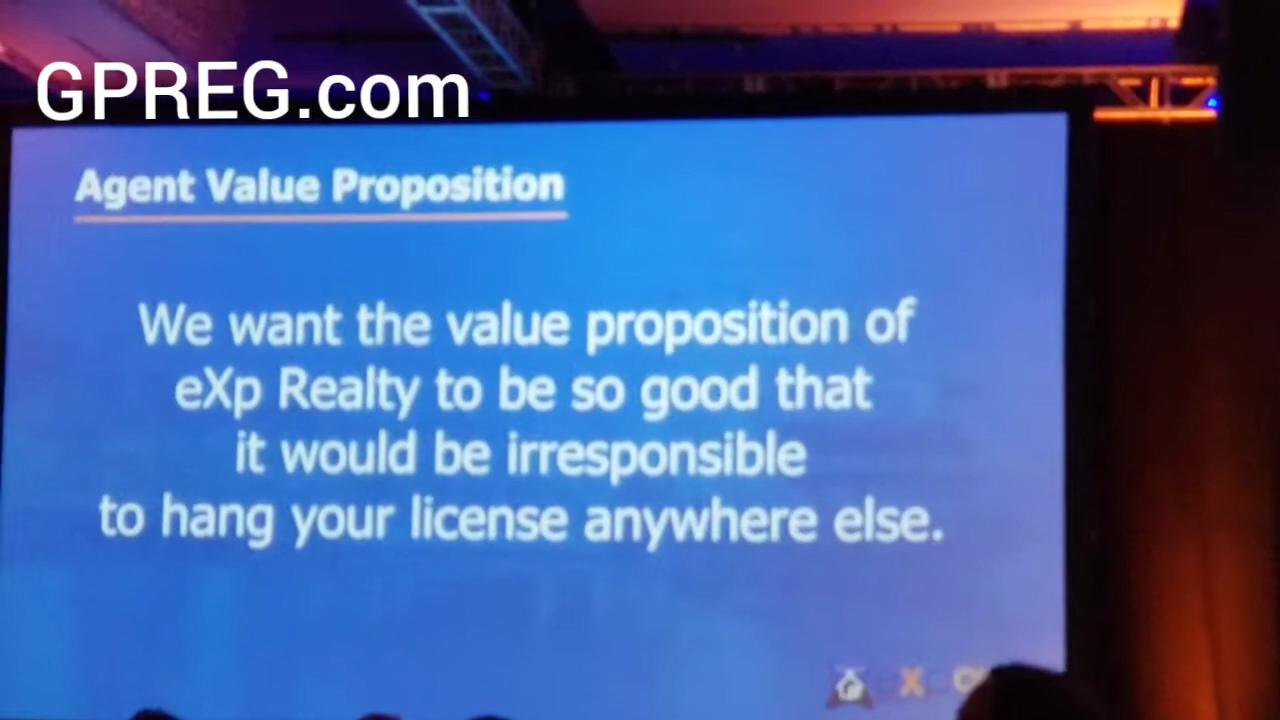 GPREG.com
Agent Value Proposition
We want the value proposition of
eXp Realty to be so good that
it would be irresponsible
to hang your license anywhere else.
X